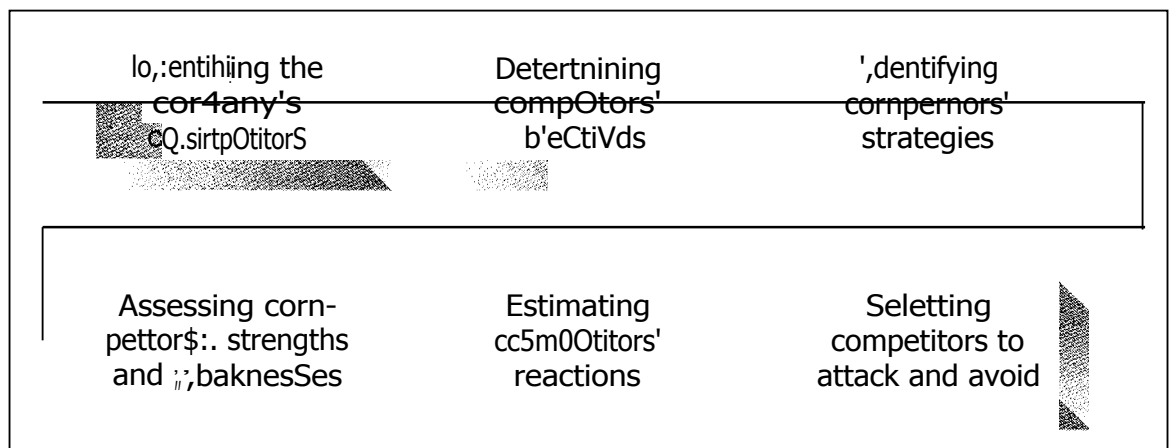 lo,:entihiing the
cor4any's
cQ.sirtpOtitorS
Detertnining
compOtors'
b'eCtiVds
',dentifying
cornpernors'
strategies
Assessing corn-
pettor$:. strengths
and ;',baknesSes
Estimating
cc5m0Otitors'
reactions
Seletting
competitors to
attack and avoid